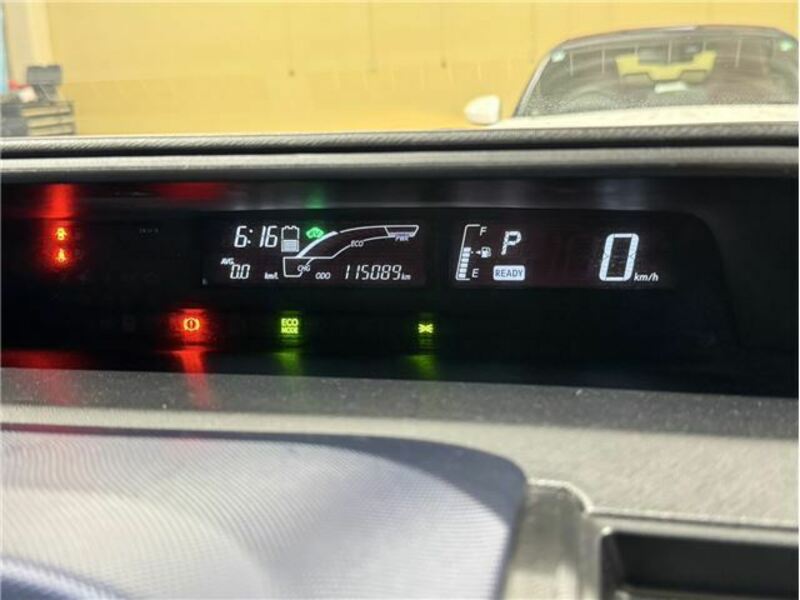 6:16
ECO
PWR
CHG
AVG
0.0 km/L
ODO 115089 km
F
E
P
READY
0 km/h
ECO
MODE